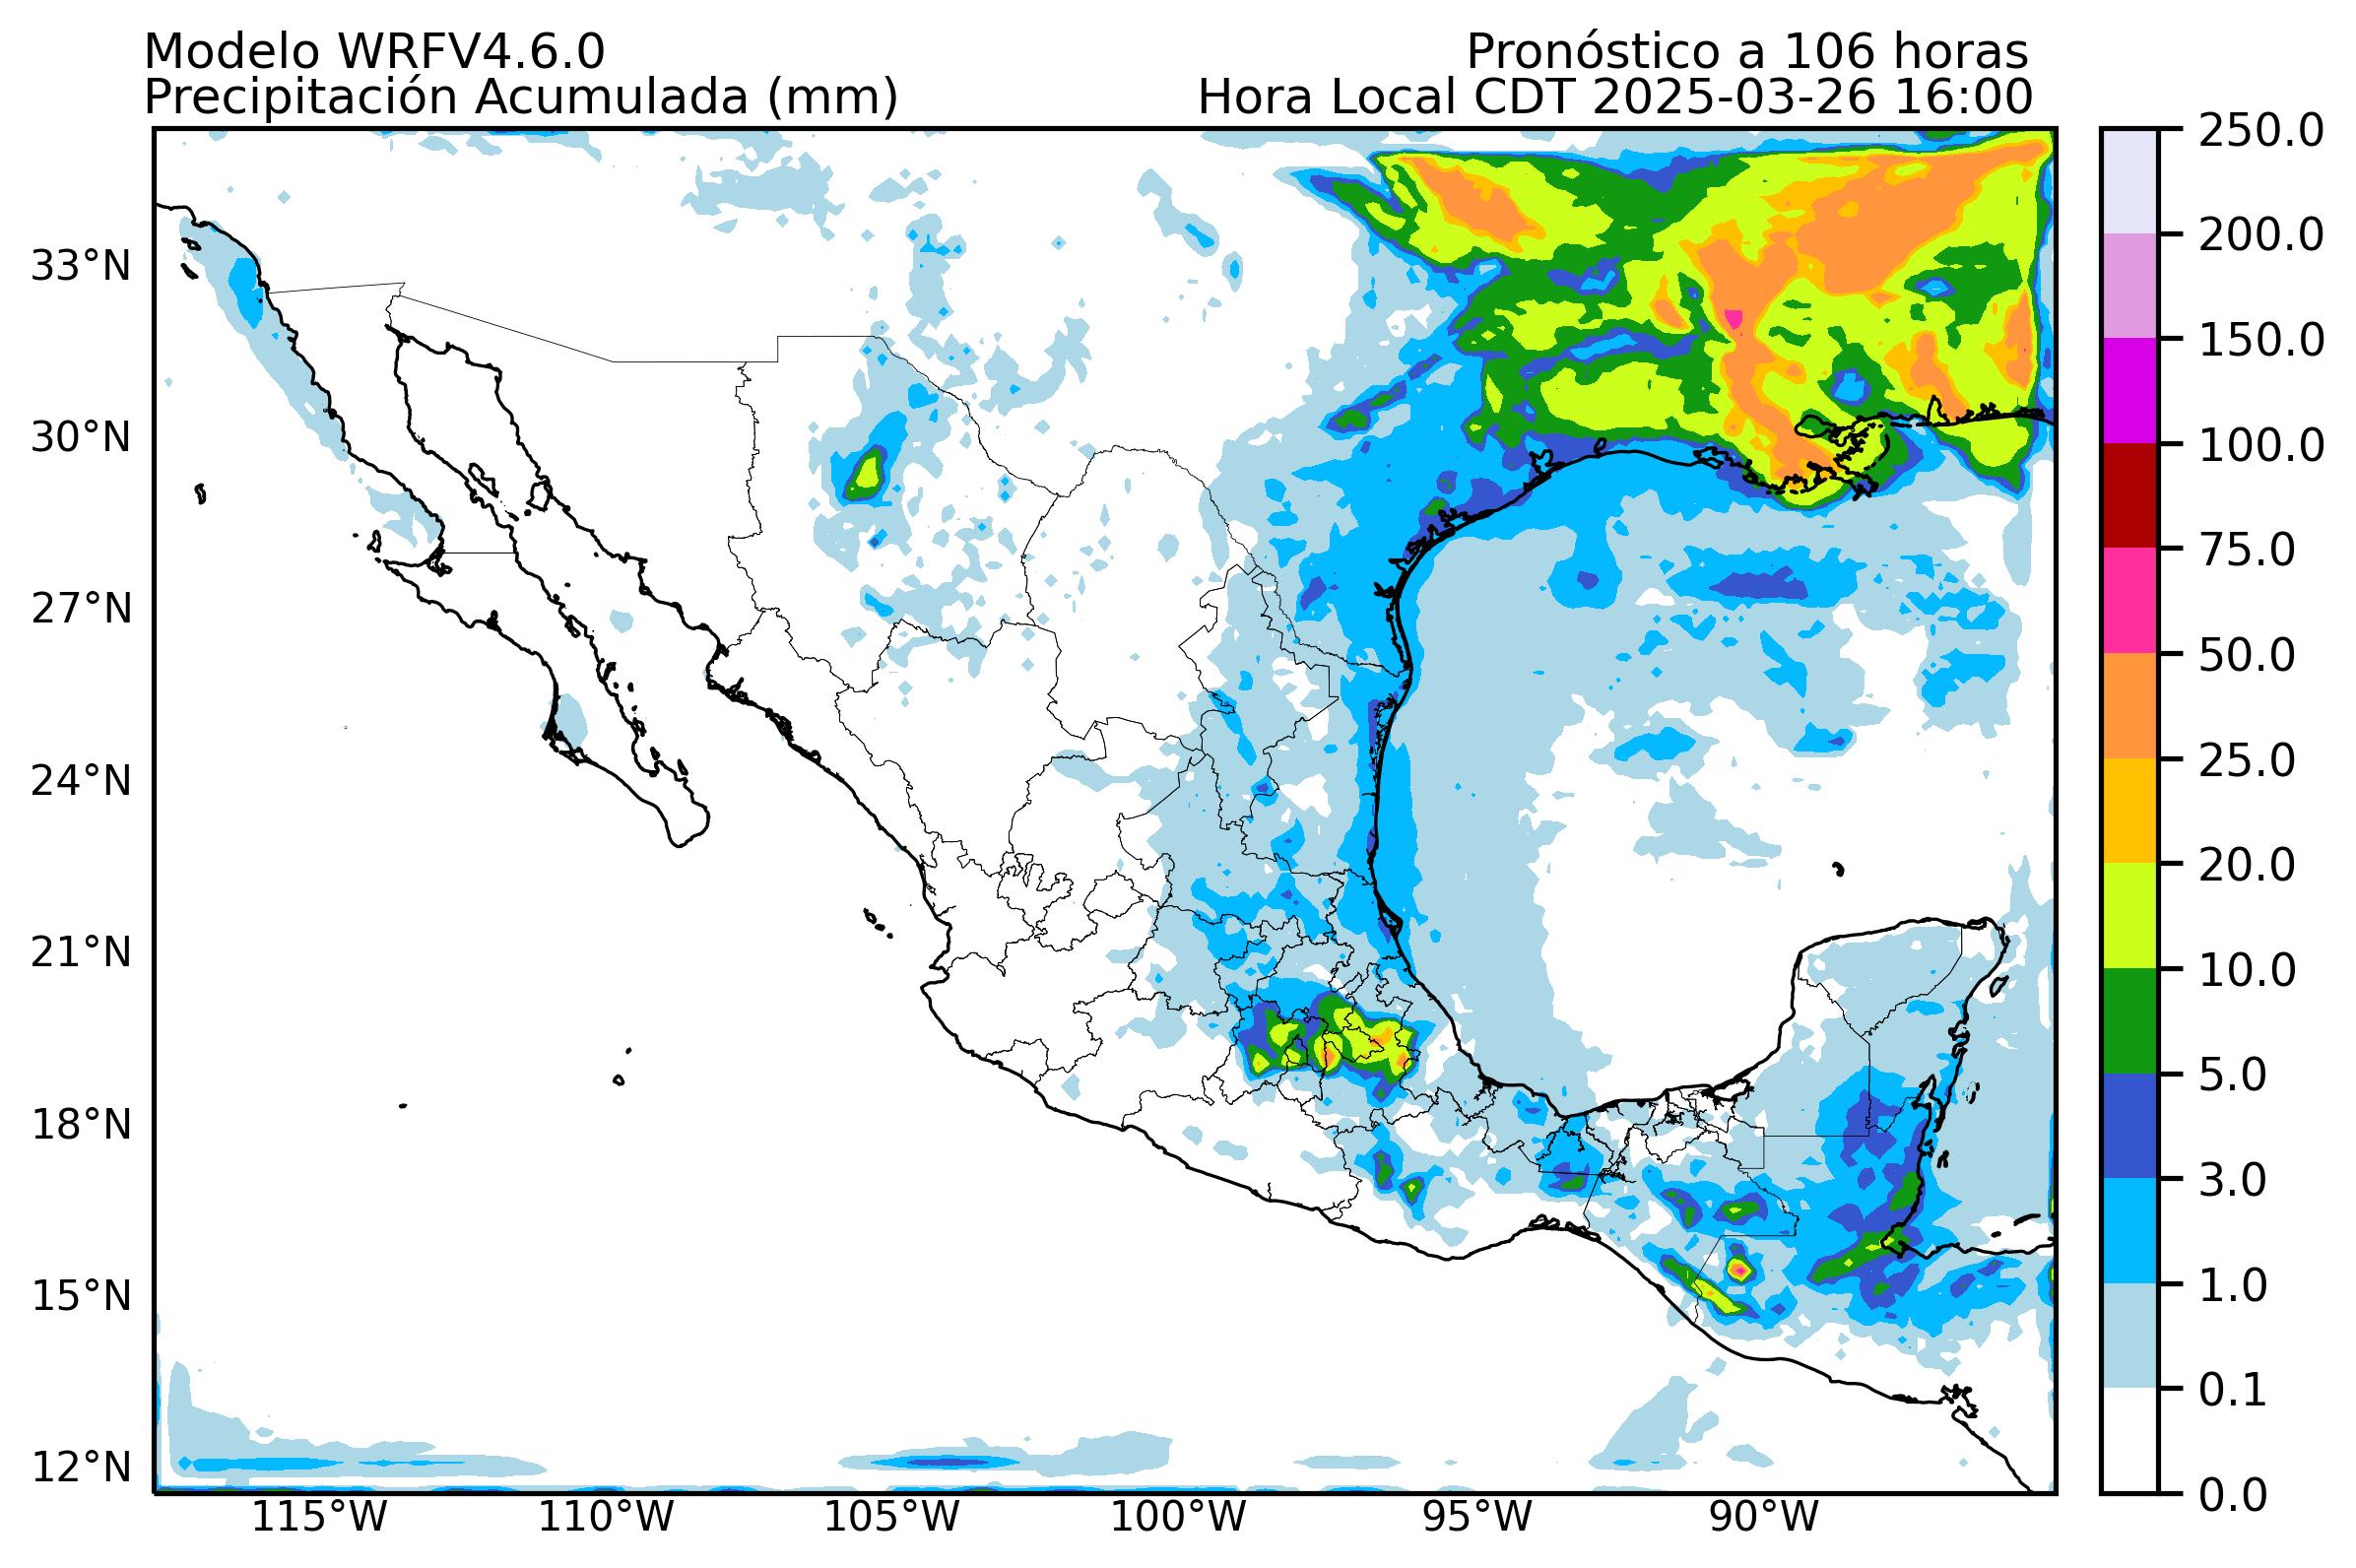 Modelo WRFV4.6.0
Pronóstico a 106 horas
Precipitación Acumulada (mm)
Hora Local CDT 2025-03-26 16:00
33°N
30°N
27°N
24°N
21°N
18°N
15°N
12°N
115°W
110°W
105°W
100°W
95°W
90°W
250.0
200.0
150.0
100.0
75.0
50.0
25.0
20.0
10.0
5.0
3.0
1.0
0.1
0.0